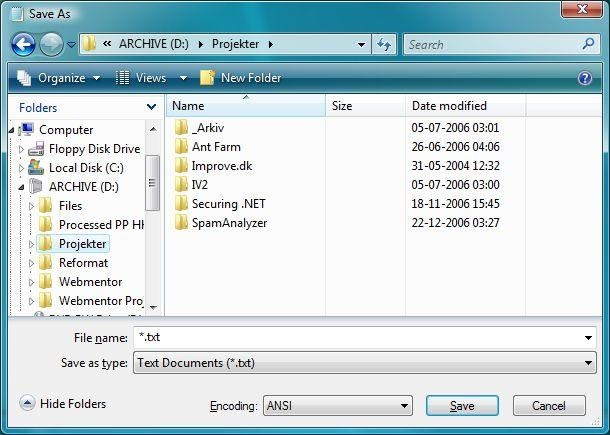 Save As
« ARCHIVE (D:) Projekter
Search
Organize Views New Folder
Folders
Name Size Date modified
Computer
Floppy Disk Drive
Local Disk (C:)
ARCHIVE (D:)
Files
Processed PP
Projekter
Reformat
Webmentor
Webmentor
_Arkiv 05-07-2006 03:01
Ant Farm 26-06-2006 04:06
Improve.dk 31-05-2004 12:32
IV2 05-07-2006 03:00
Securing .NET 18-11-2006 15:45
SpamAnalyzer 22-12-2006 03:27
File name: *.txt
Save as type: Text Documents (*.txt)
Hide Folders
Encoding: ANSI
Save
Cancel